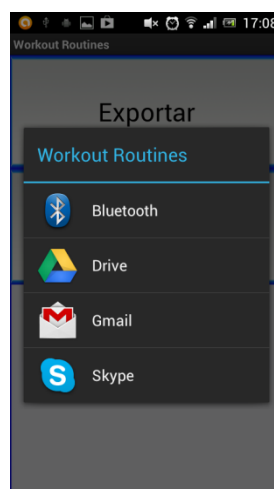 17:08
Workout Routines
Exportar
Workout Routines
Bluetooth
Drive
Gmail
Skype